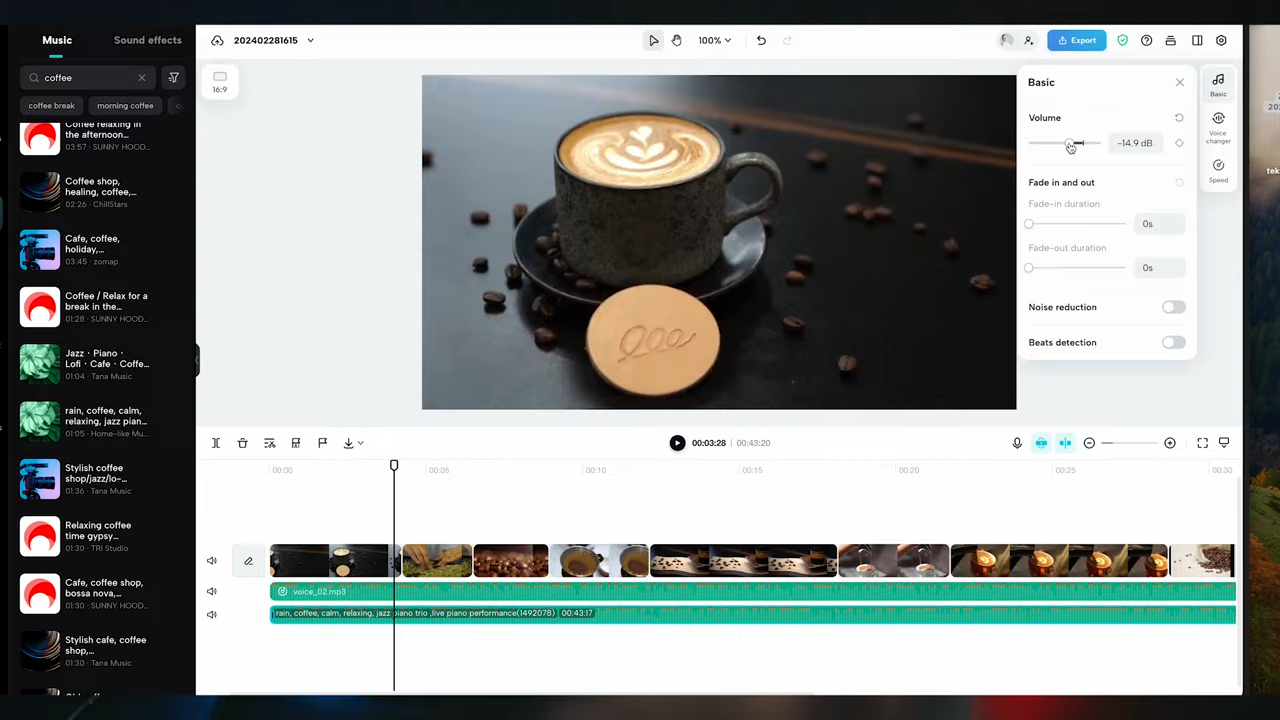 Music
Sound effects
coffee
coffee break
morning coffee
Coffee relaxing in
the afternoon...
03:57 · SUNNY HOOD...
Coffee shop,
healing, coffee,...
02:26 · ChillStars
Cafe, coffee,
holiday,...
03:45 · zomap
Coffee / Relax for a
break in the...
01:28 · SUNNY HOOD...
Jazz・Piano・
Lofi・Cafe・Coffe...
01:04 · Tana Music
rain, coffee, calm,
relaxing, jazz pian...
01:05 · Home-like Mu...
Stylish coffee
shop/jazz/lo-...
01:36 · Tana Music
Relaxing coffee
time gypsy...
01:30 · TRI Studio
Cafe, coffee shop,
bossa nova,...
01:30 · SUNNY HOOD...
Stylish cafe, coffee
shop,...
01:30 · Tana Music
202402281615
100%
Export
16:9
Basic
Volume
-14.9 dB
Fade in and out
Fade-in duration
0s
Fade-out duration
0s
Noise reduction
Beats detection
Basic
Voice
changer
Speed
00:03:28 | 00:43:20
00:00
00:05
00:10
00:15
00:20
00:25
00:30
voice_02.mp3
rain, coffee, calm, relaxing, jazz piano trio ,live piano performance(1492078) 00:43:17
tek